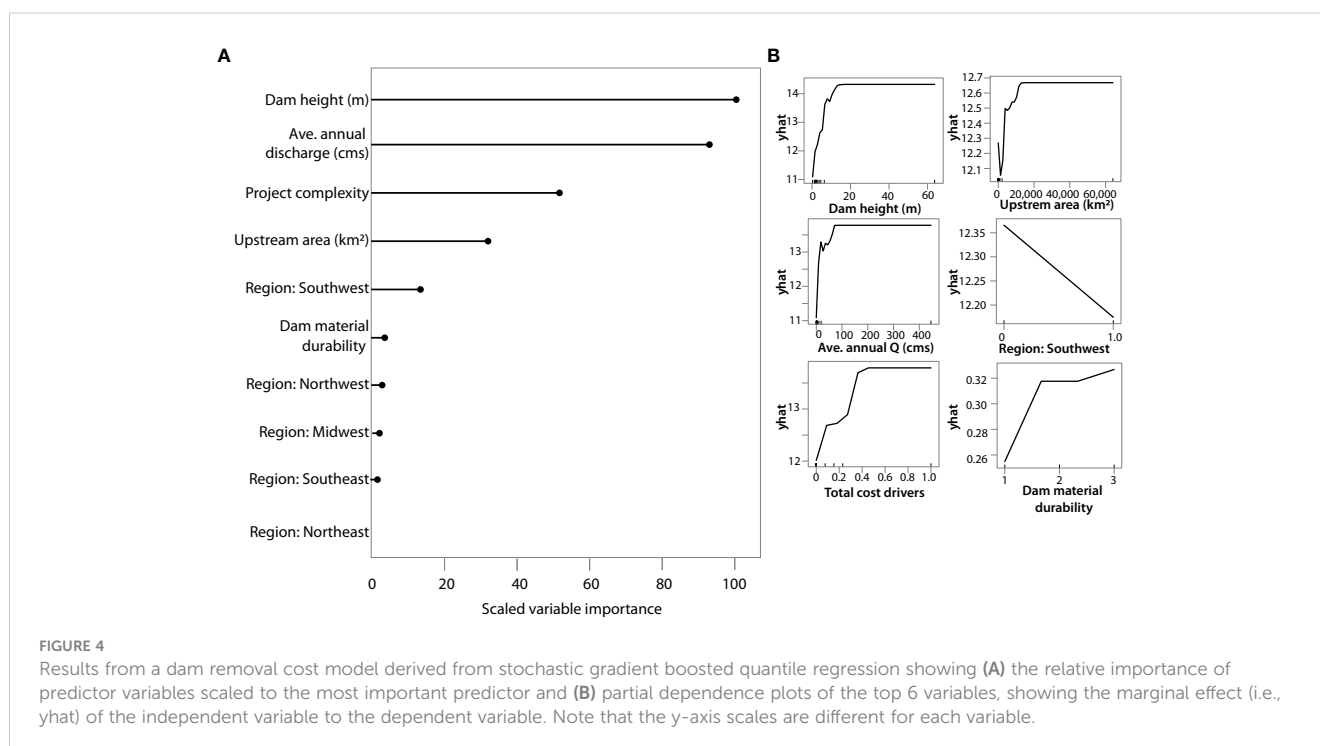 A
Dam height (m)
Ave. annual
discharge (cms)
Project complexity
Upstream area (km²)
Region: Southwest
Dam material
durability
Region: Northwest
Region: Midwest
Region: Southeast
Region: Northeast
0 20 40 60 80 100
Scaled variable importance
B
yhat
14
13
12
11
0 20 40 60
Dam height (m)
yhat
12.7
12.6
12.5
12.4
12.3
12.2
12.1
0 20,000 40,000 60,000
Upstrem area (km²)
yhat
13
12
11
0 100 200 300 400
Ave. annual Q (cms)
yhat
12.35
12.30
12.25
12.20
0 1.0
Region: Southwest
yhat
13
12
0 0.2 0.4 0.6 0.8 1.0
Total cost drivers
yhat
0.32
0.30
0.28
0.26
1 2 3
Dam material
durability
FIGURE 4
Results from a dam removal cost model derived from stochastic gradient boosted quantile regression showing (A) the relative importance of
predictor variables scaled to the most important predictor and (B) partial dependence plots of the top 6 variables, showing the marginal effect (i.e.,
yhat) of the independent variable to the dependent variable. Note that the y-axis scales are different for each variable.